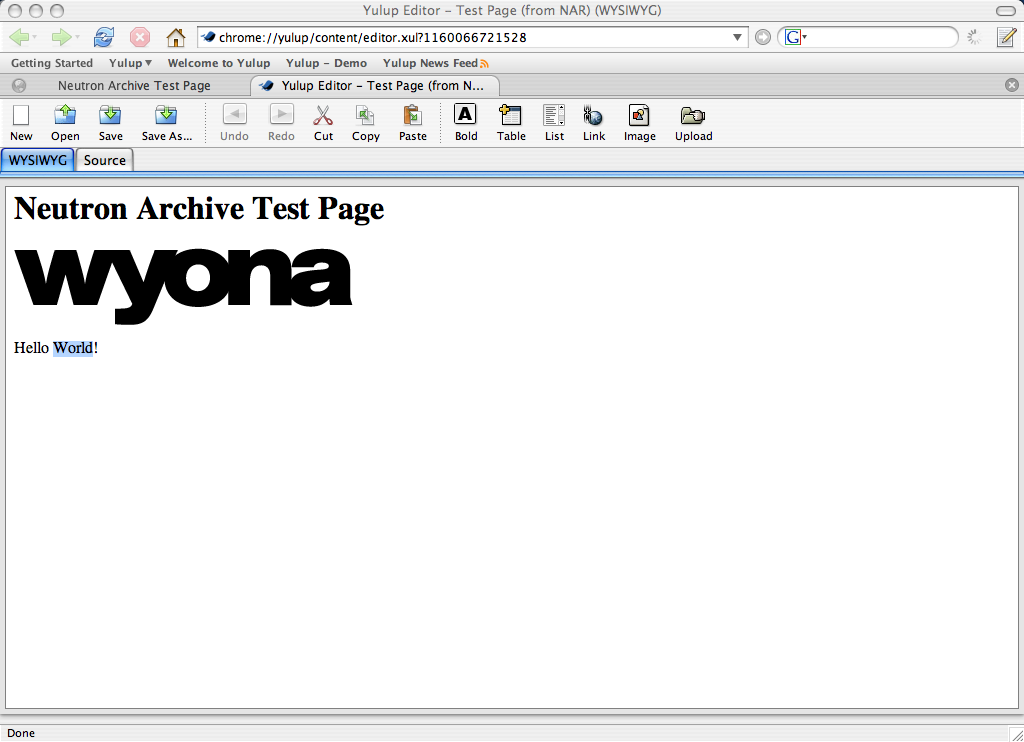 Yulup Editor – Test Page (from NAR) (WYSIWYG)
chrome://yulup/content/editor.xul?1160066721528 G
Getting Started Yulup Welcome to Yulup Yulup – Demo Yulup News Feed
Neutron Archive Test Page Yulup Editor – Test Page (from N...
A
New Open Save Save As... Undo Redo Cut Copy Paste Bold Table List Link Image Upload
WYSIWYG Source
Neutron Archive Test Page
wyona
Hello World!
Done